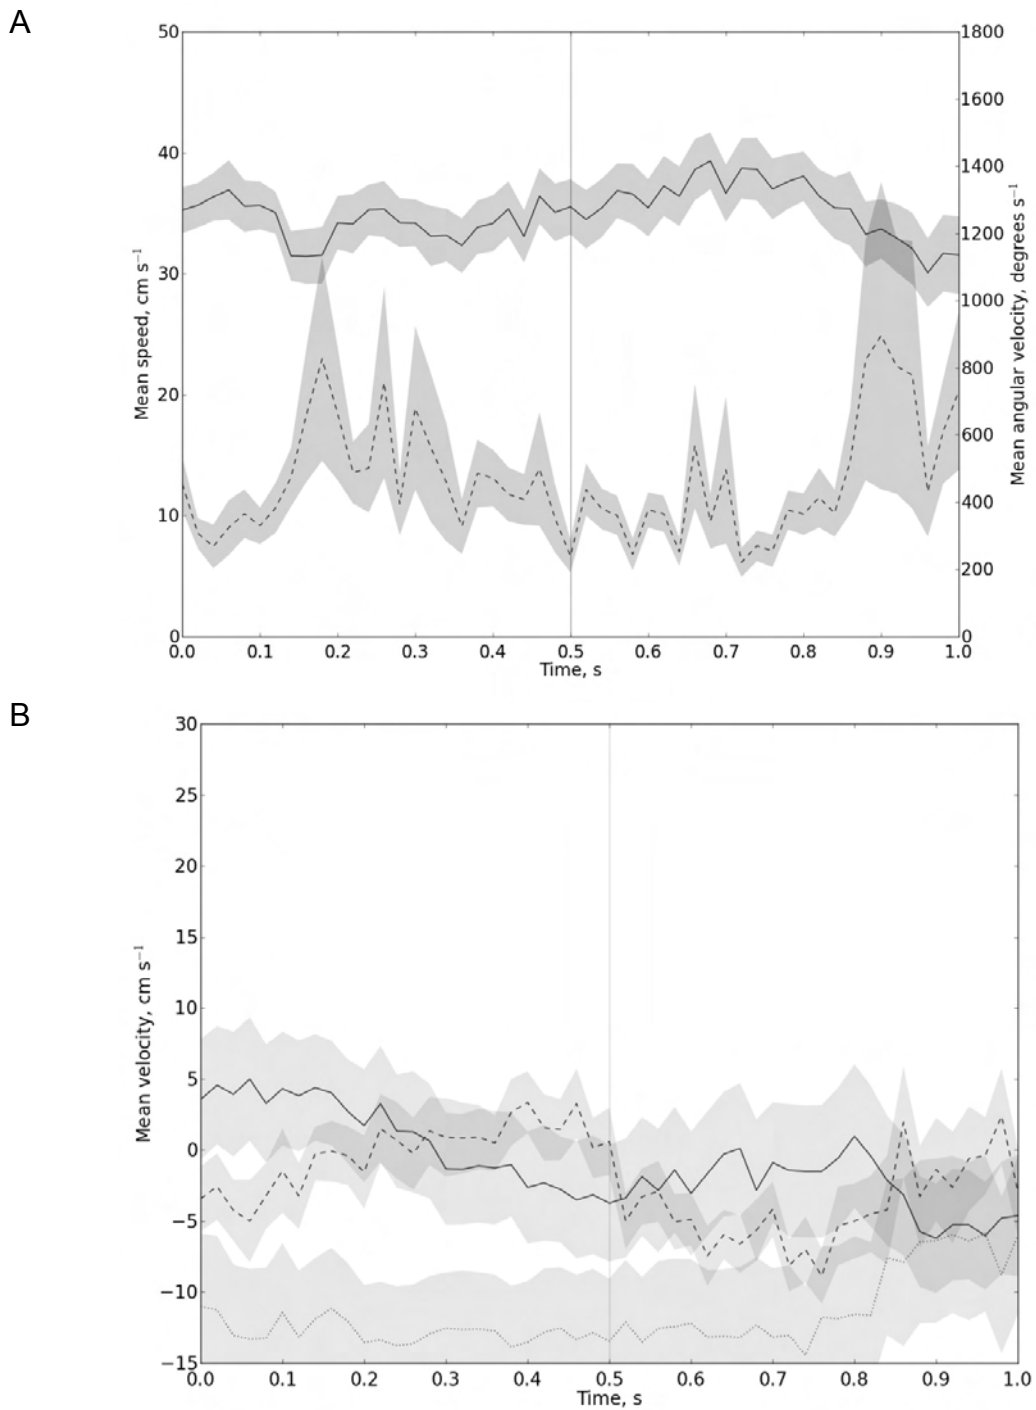 A
50
40
30
20
10
0
Mean speed, cm s⁻¹
1800
1600
1400
1200
1000
800
600
400
200
0
Mean angular velocity, degrees s⁻¹
0.0 0.1 0.2 0.3 0.4 0.5 0.6 0.7 0.8 0.9 1.0
Time, s
B
30
25
20
15
10
5
0
−5
−10
−15
Mean velocity, cm s⁻¹
0.0 0.1 0.2 0.3 0.4 0.5 0.6 0.7 0.8 0.9 1.0
Time, s